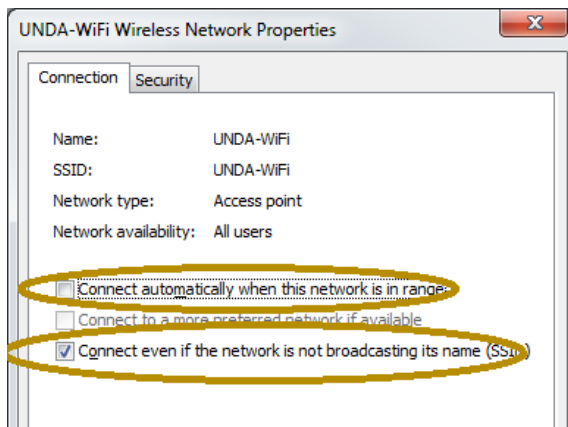 UNDA-WiFi Wireless Network Properties
Connection Security
Name: UNDA-WiFi
SSID: UNDA-WiFi
Network type: Access point
Network availability: All users
Connect automatically when this network is in range
Connect to a more preferred network if available
Connect even if the network is not broadcasting its name (SSID)